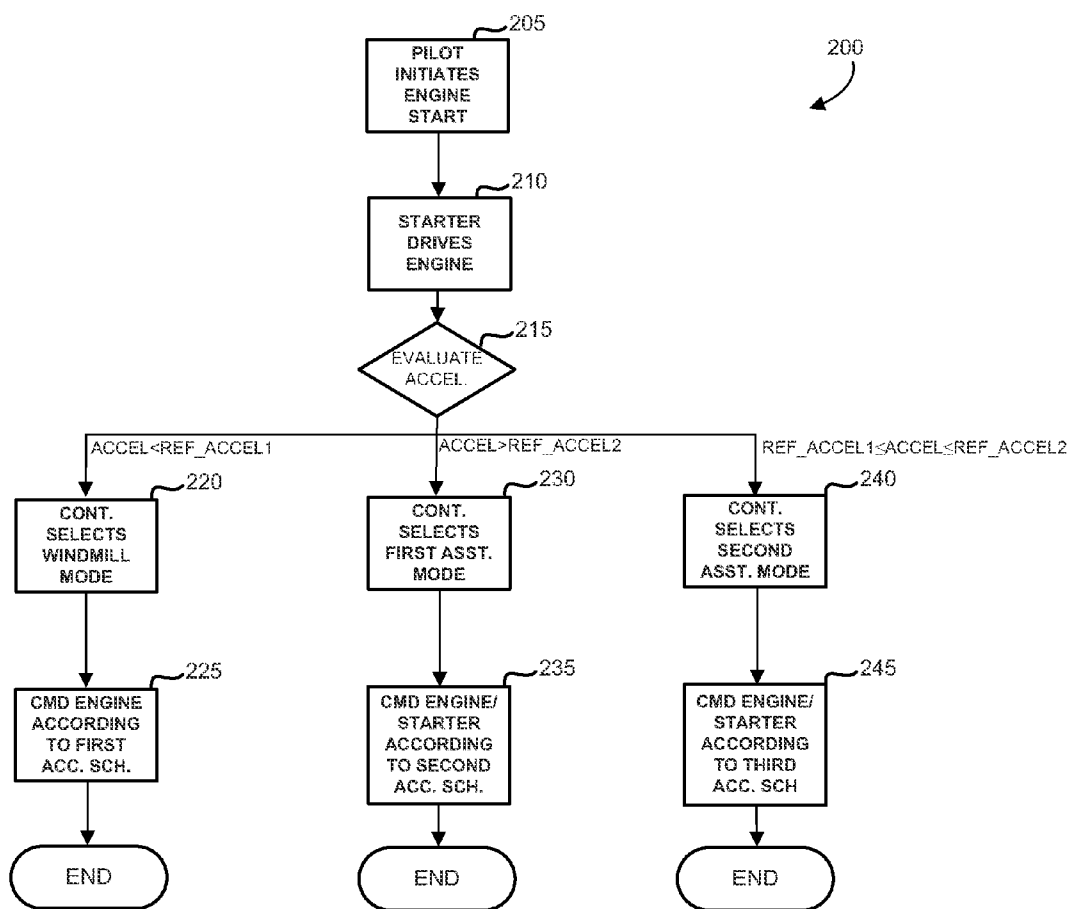 205
PILOT
INITIATES
ENGINE
START
200
210
STARTER
DRIVES
ENGINE
215
EVALUATE
ACCEL.
ACCEL<REF_ACCEL1
ACCEL>REF_ACCEL2
REF_ACCEL1≤ACCEL≤REF_ACCEL2
220
CONT.
SELECTS
WINDMILL
MODE
230
CONT.
SELECTS
FIRST ASST.
MODE
240
CONT.
SELECTS
SECOND
ASST. MODE
225
CMD ENGINE
ACCORDING
TO FIRST
ACC. SCH.
235
CMD ENGINE/
STARTER
ACCORDING
TO SECOND
ACC. SCH.
245
CMD ENGINE/
STARTER
ACCORDING
TO THIRD
ACC. SCH
END
END
END